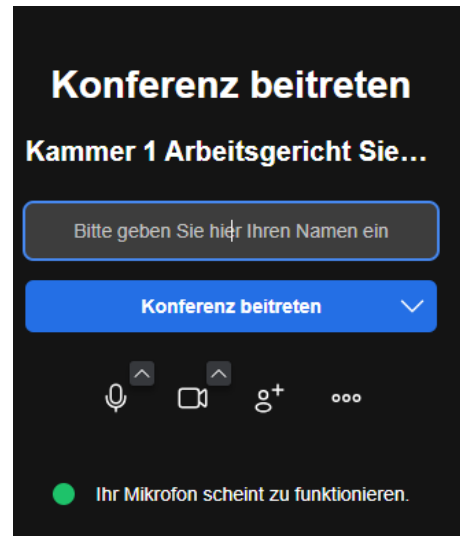 Konferenz beitreten
Kammer 1 Arbeitsgericht Sie...
Bitte geben Sie hier Ihren Namen ein
Konferenz beitreten
Ihr Mikrofon scheint zu funktionieren.